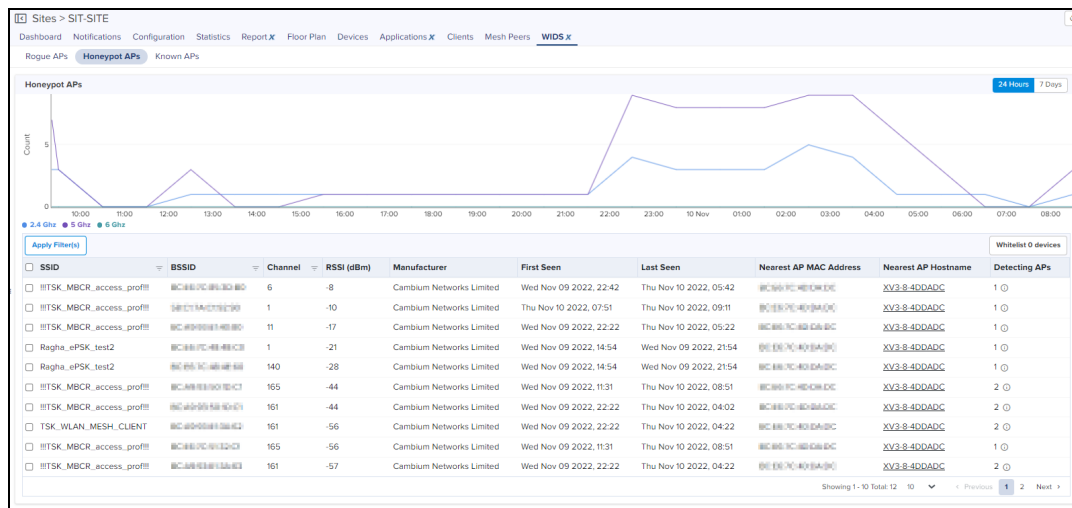 Sites > SIT-SITE
Dashboard Notifications Configuration Statistics Report X Floor Plan Devices Applications X Clients Mesh Peers WIDS X
Rogue APs Honeypot APs Known APs
Honeypot APs 24 Hours 7 Days
Count
5
0
10:00 11:00 12:00 13:00 14:00 15:00 16:00 17:00 18:00 19:00 20:00 21:00 22:00 23:00 10 Nov 01:00 02:00 03:00 04:00 05:00 06:00 07:00 08:00
2.4 Ghz 5 Ghz 6 Ghz
Apply Filter(s) Whitelist 0 devices
SSID BSSID Channel RSSI (dBm) Manufacturer First Seen Last Seen Nearest AP MAC Address Nearest AP Hostname Detecting APs
!!!TSK_MBCR_access_prof!!! 6 -8 Cambium Networks Limited Wed Nov 09 2022, 22:42 Thu Nov 10 2022, 05:42 XV3-8-4DDADC 1
!!!TSK_MBCR_access_prof!!! 1 -10 Cambium Networks Limited Thu Nov 10 2022, 07:51 Thu Nov 10 2022, 09:11 XV3-8-4DDADC 1
!!!TSK_MBCR_access_prof!!! 11 -17 Cambium Networks Limited Wed Nov 09 2022, 22:22 Thu Nov 10 2022, 05:22 XV3-8-4DDADC 1
Ragha_ePSK_test2 1 -21 Cambium Networks Limited Wed Nov 09 2022, 14:54 Wed Nov 09 2022, 21:54 XV3-8-4DDADC 1
Ragha_ePSK_test2 140 -28 Cambium Networks Limited Wed Nov 09 2022, 14:54 Wed Nov 09 2022, 21:54 XV3-8-4DDADC 1
!!!TSK_MBCR_access_prof!!! 165 -44 Cambium Networks Limited Wed Nov 09 2022, 11:31 Thu Nov 10 2022, 08:51 XV3-8-4DDADC 2
!!!TSK_MBCR_access_prof!!! 161 -44 Cambium Networks Limited Wed Nov 09 2022, 22:22 Thu Nov 10 2022, 04:02 XV3-8-4DDADC 2
TSK_WLAN_MESH_CLIENT 161 -56 Cambium Networks Limited Wed Nov 09 2022, 22:22 Thu Nov 10 2022, 04:22 XV3-8-4DDADC 2
!!!TSK_MBCR_access_prof!!! 165 -56 Cambium Networks Limited Wed Nov 09 2022, 11:31 Thu Nov 10 2022, 08:51 XV3-8-4DDADC 1
!!!TSK_MBCR_access_prof!!! 161 -57 Cambium Networks Limited Wed Nov 09 2022, 22:22 Thu Nov 10 2022, 04:22 XV3-8-4DDADC 2
Showing 1 - 10 Total: 12 10 < Previous 1 2 Next >